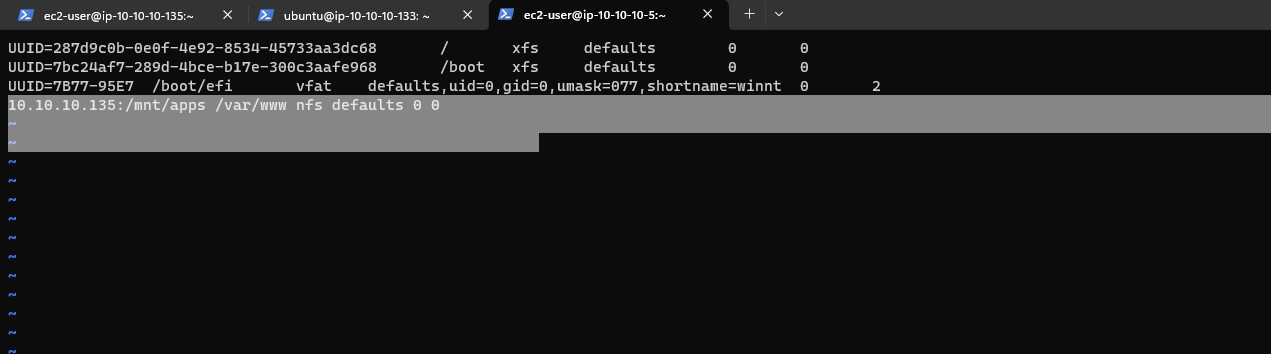 ec2-user@ip-10-10-10-135:~ ubuntu@ip-10-10-10-133: ~ ec2-user@ip-10-10-10-5:~
UUID=287d9c0b-0e0f-4e92-8534-45733aa3dc68 / xfs defaults 0 0
UUID=7bc24af7-289d-4bce-b17e-300c3aafe968 /boot xfs defaults 0 0
UUID=7B77-95E7 /boot/efi vfat defaults,uid=0,gid=0,umask=077,shortname=winnt 0 2
10.10.10.135:/mnt/apps /var/www nfs defaults 0 0
~
~
~
~
~
~
~
~
~
~
~
~
~